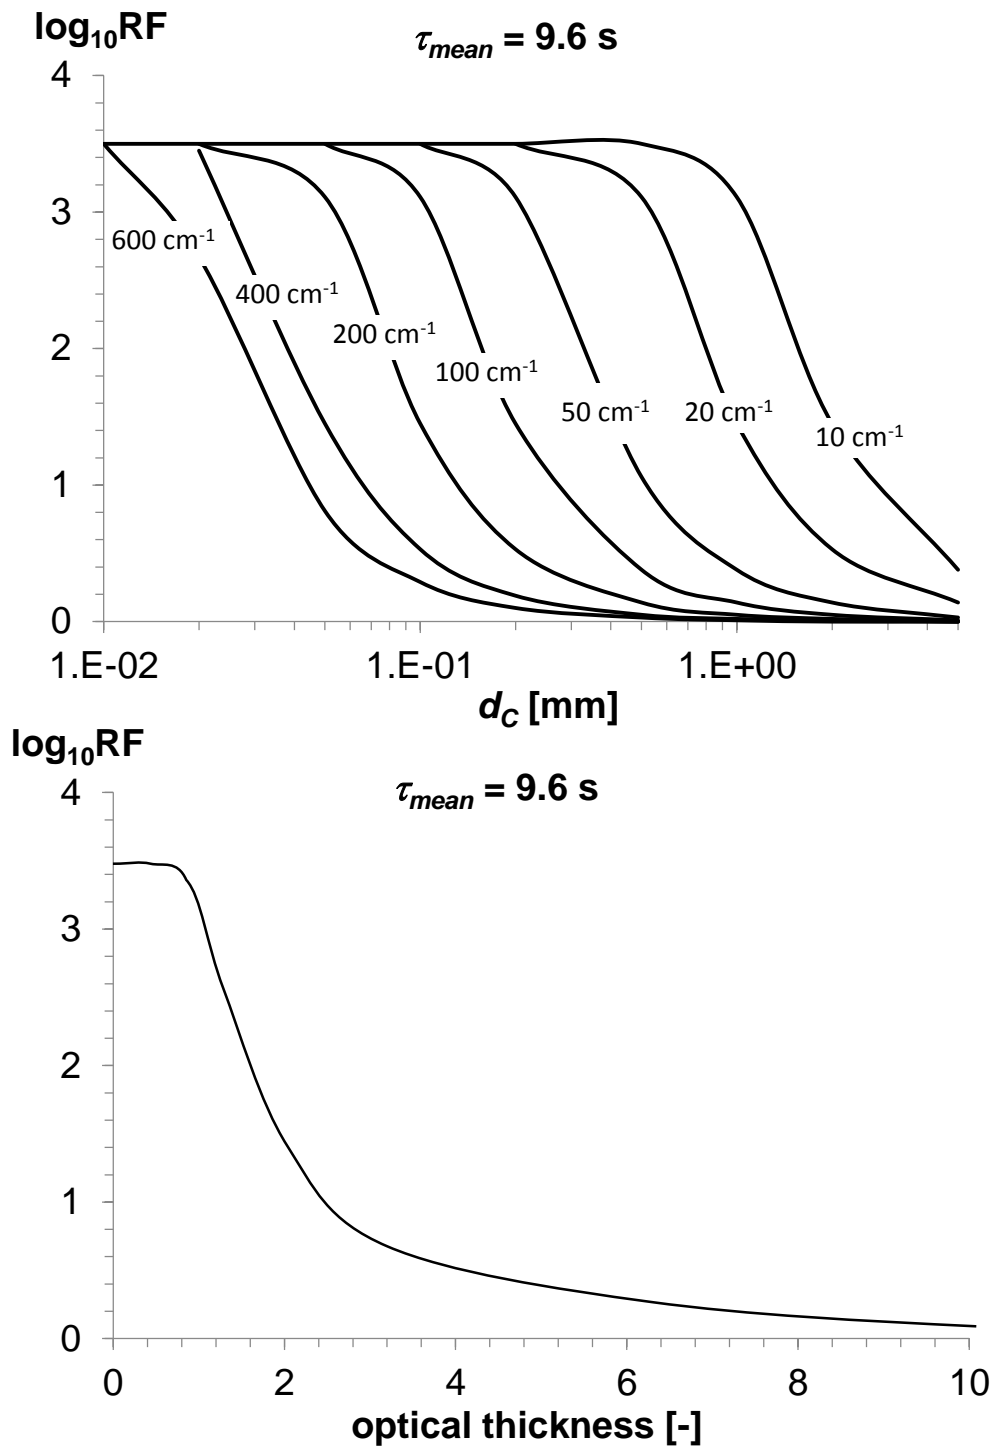 log₁₀RF
τmean = 9.6 s
4
3
2
1
0
600 cm⁻¹
400 cm⁻¹
200 cm⁻¹
100 cm⁻¹
50 cm⁻¹
20 cm⁻¹
10 cm⁻¹
1.E-02 1.E-01 1.E+00
dC [mm]
log₁₀RF
τmean = 9.6 s
4
3
2
1
0
0 2 4 6 8 10
optical thickness [-]